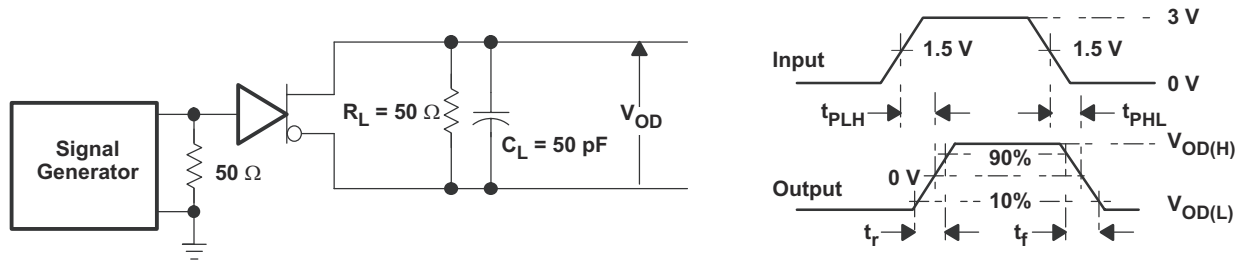 Signal
Generator
50 Ω
R_L = 50 Ω
C_L = 50 pF
V_OD
Input
3 V
1.5 V
1.5 V
0 V
t_PLH
t_PHL
Output
V_OD(H)
90%
0 V
10%
V_OD(L)
t_r
t_f